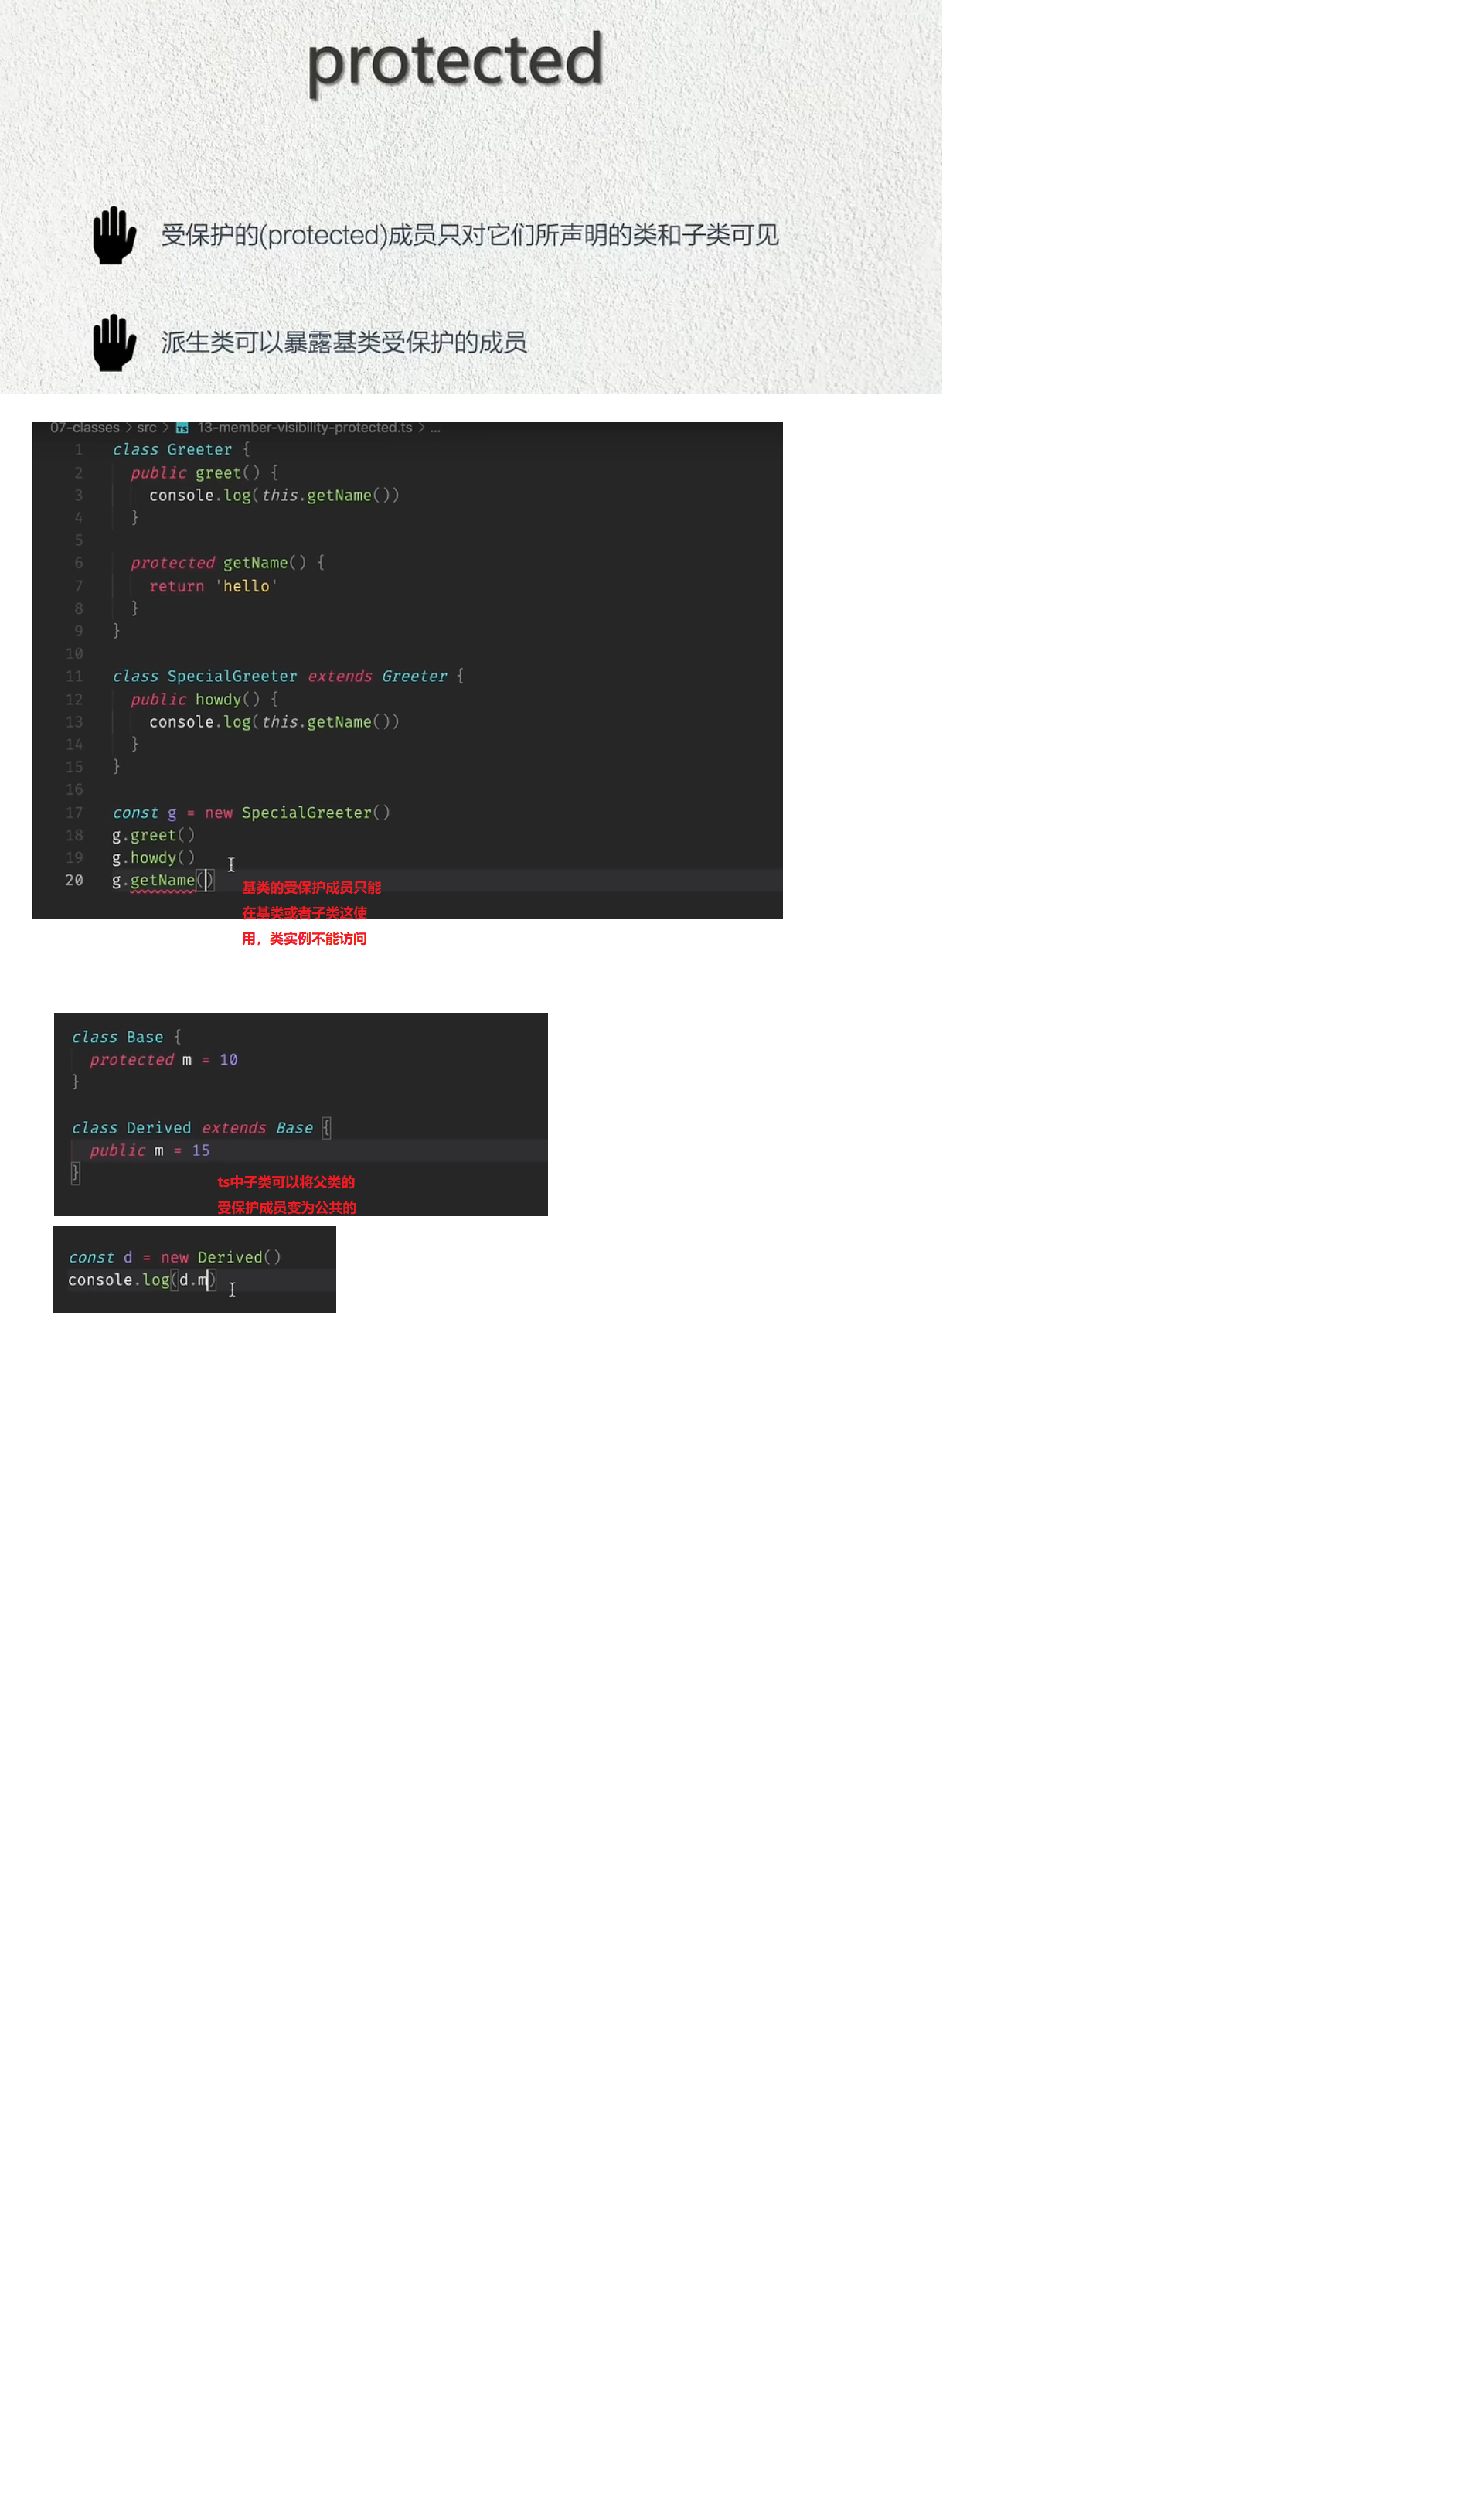 protected
受保护的(protected)成员只对它们所声明的类和子类可见
派生类可以暴露基类受保护的成员
07-classes > src > TS 13-member-visibility-protected.ts > ...
1 class Greeter {
2 public greet() {
3 console.log(this.getName())
4 }
5
6 protected getName() {
7 return 'hello'
8 }
9 }
10
11 class SpecialGreeter extends Greeter {
12 public howdy() {
13 console.log(this.getName())
14 }
15 }
16
17 const g = new SpecialGreeter()
18 g.greet()
19 g.howdy()
20 g.getName()
基类的受保护成员只能
在基类或者子类这使
用，类实例不能访问
class Base {
protected m = 10
}
class Derived extends Base {
public m = 15
}
ts中子类可以将父类的
受保护成员变为公共的
const d = new Derived()
console.log(d.m)